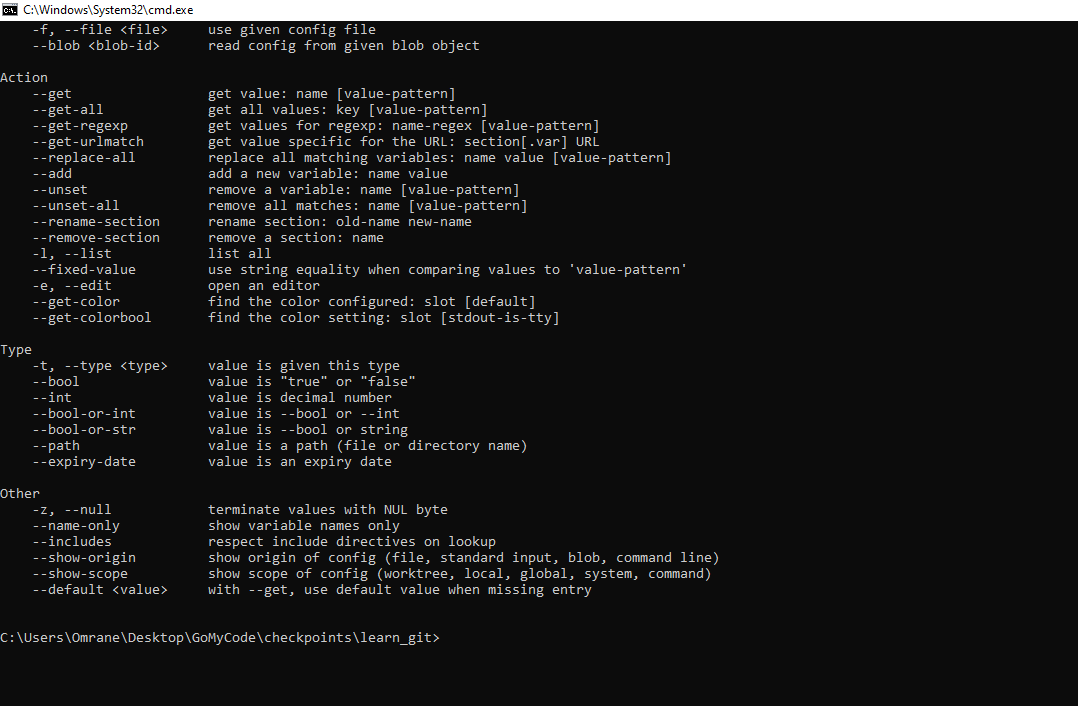 C:\Windows\System32\cmd.exe
-f, --file <file> use given config file
--blob <blob-id> read config from given blob object
Action
--get get value: name [value-pattern]
--get-all get all values: key [value-pattern]
--get-regexp get values for regexp: name-regex [value-pattern]
--get-urlmatch get value specific for the URL: section[.var] URL
--replace-all replace all matching variables: name value [value-pattern]
--add add a new variable: name value
--unset remove a variable: name [value-pattern]
--unset-all remove all matches: name [value-pattern]
--rename-section rename section: old-name new-name
--remove-section remove a section: name
-l, --list list all
--fixed-value use string equality when comparing values to 'value-pattern'
-e, --edit open an editor
--get-color find the color configured: slot [default]
--get-colorbool find the color setting: slot [stdout-is-tty]
Type
-t, --type <type> value is given this type
--bool value is "true" or "false"
--int value is decimal number
--bool-or-int value is --bool or --int
--bool-or-str value is --bool or string
--path value is a path (file or directory name)
--expiry-date value is an expiry date
Other
-z, --null terminate values with NUL byte
--name-only show variable names only
--includes respect include directives on lookup
--show-origin show origin of config (file, standard input, blob, command line)
--show-scope show scope of config (worktree, local, global, system, command)
--default <value> with --get, use default value when missing entry
C:\Users\Omrane\Desktop\GoMyCode\checkpoints\learn_git>